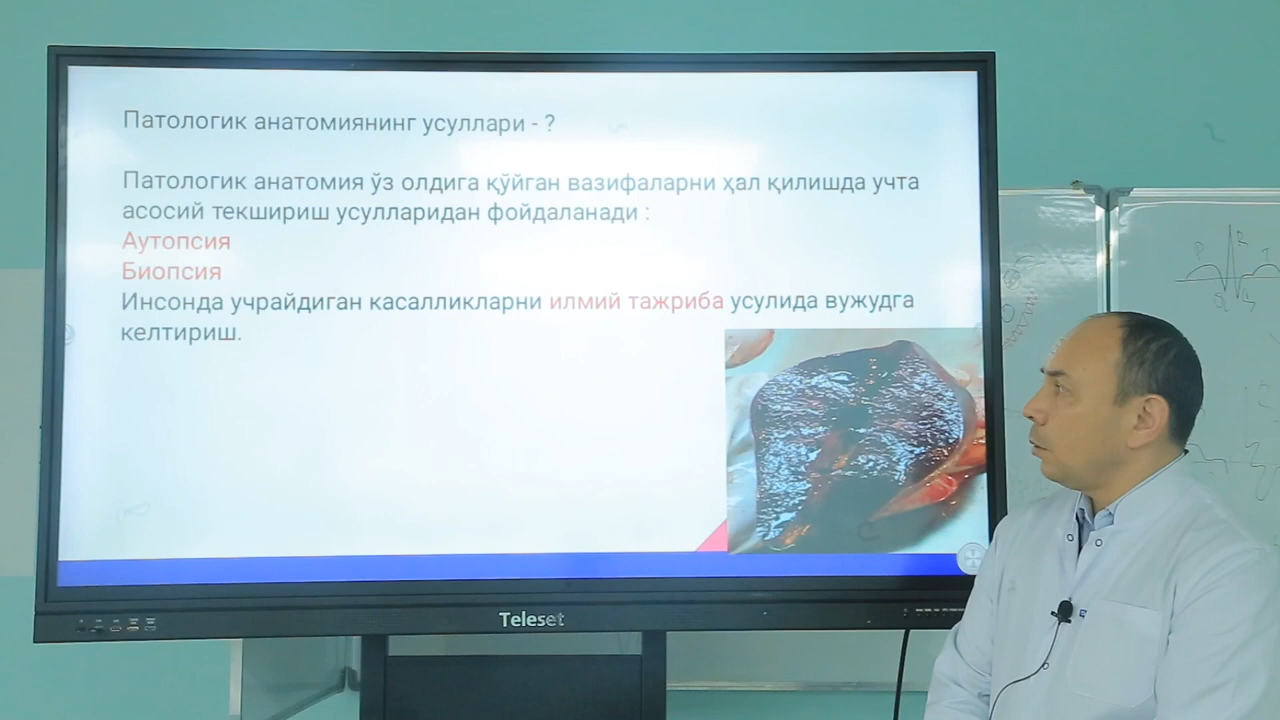 Патологик анатомиянинг усуллари - ?
Патологик анатомия ўз олдига қўйган вазифаларни ҳал қилишда учта
асосий текшириш усулларидан фойдаланади :
Аутопсия
Биопсия
Инсонда учрайдиган касалликларни илмий тажриба усулида вужудга
келтириш.
Teleset
P R T
Q S